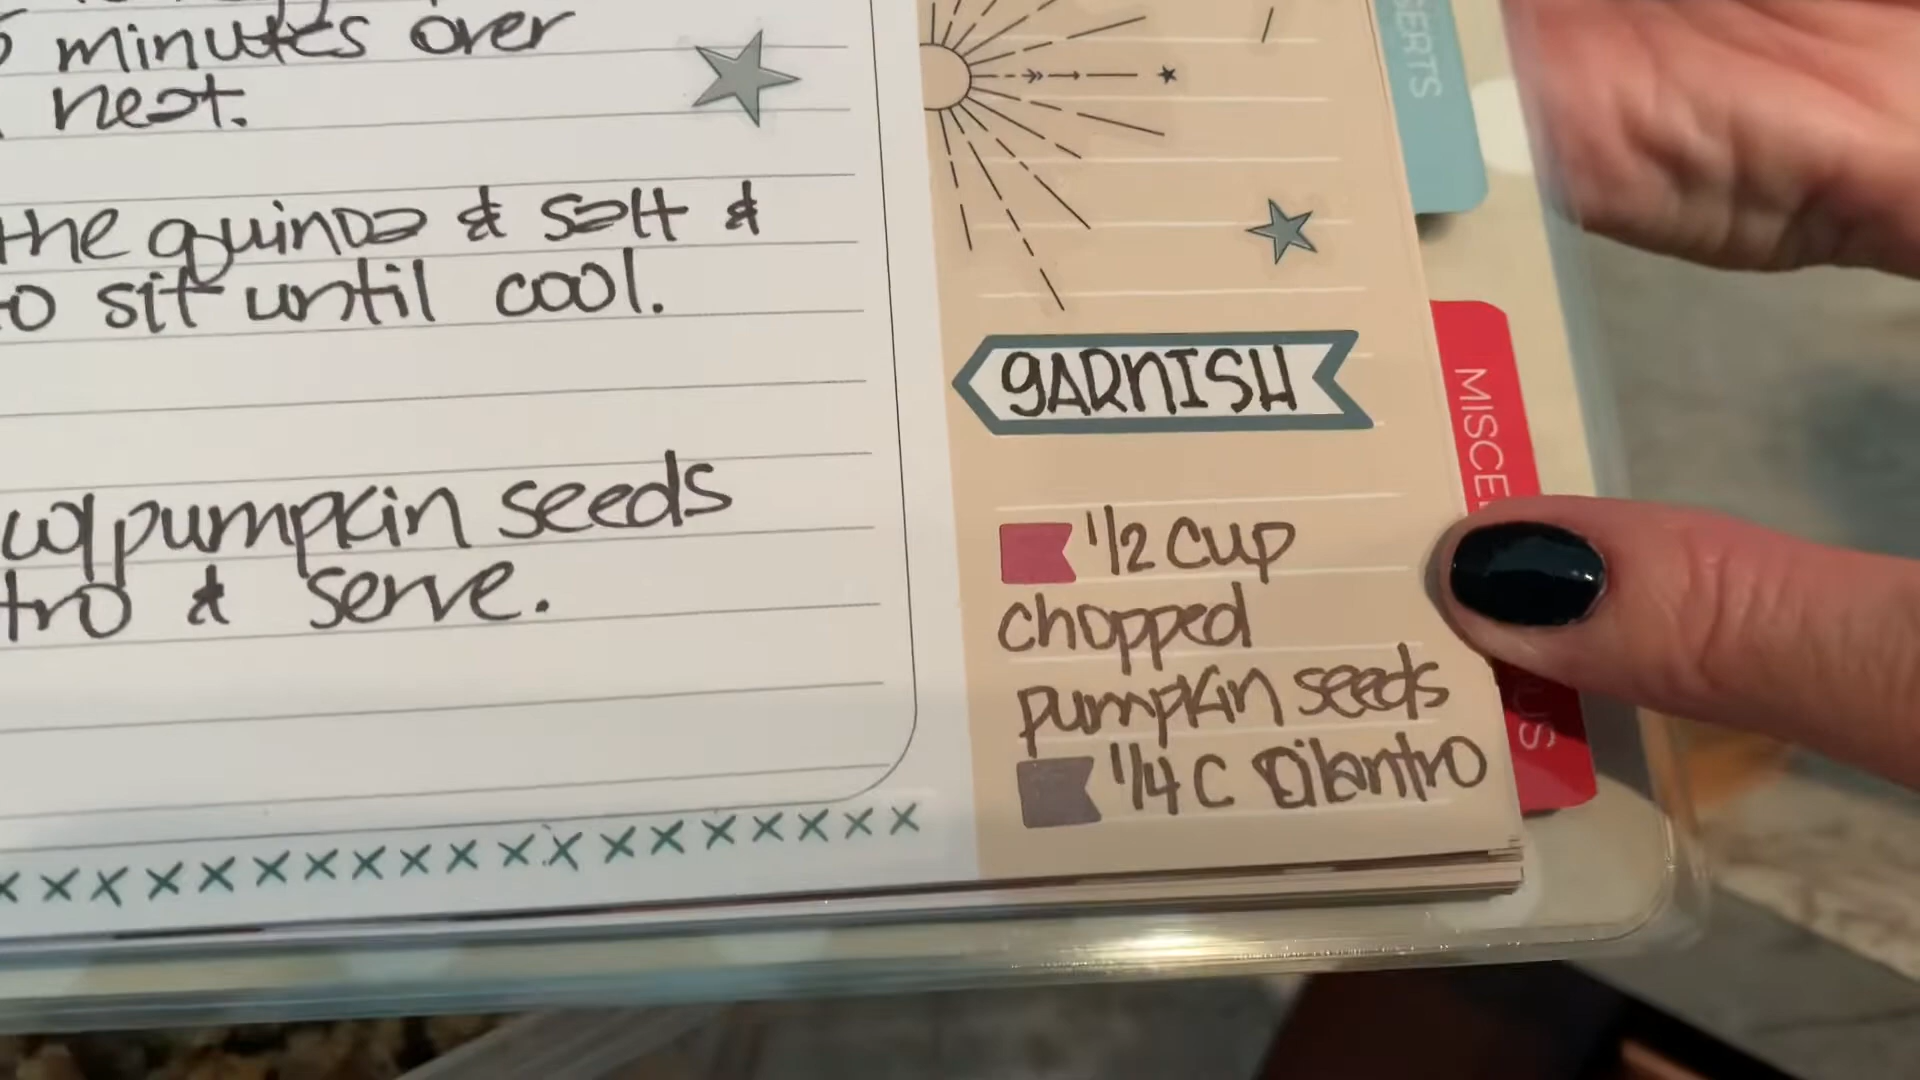 minutes over
heat.
the quinoa & salt &
to sit until cool.
w/pumpkin seeds
tro & serve.
GARNISH
1/2 cup
chopped
pumpkin seeds
1/4 C Cilantro
SERTS
MISCE
US